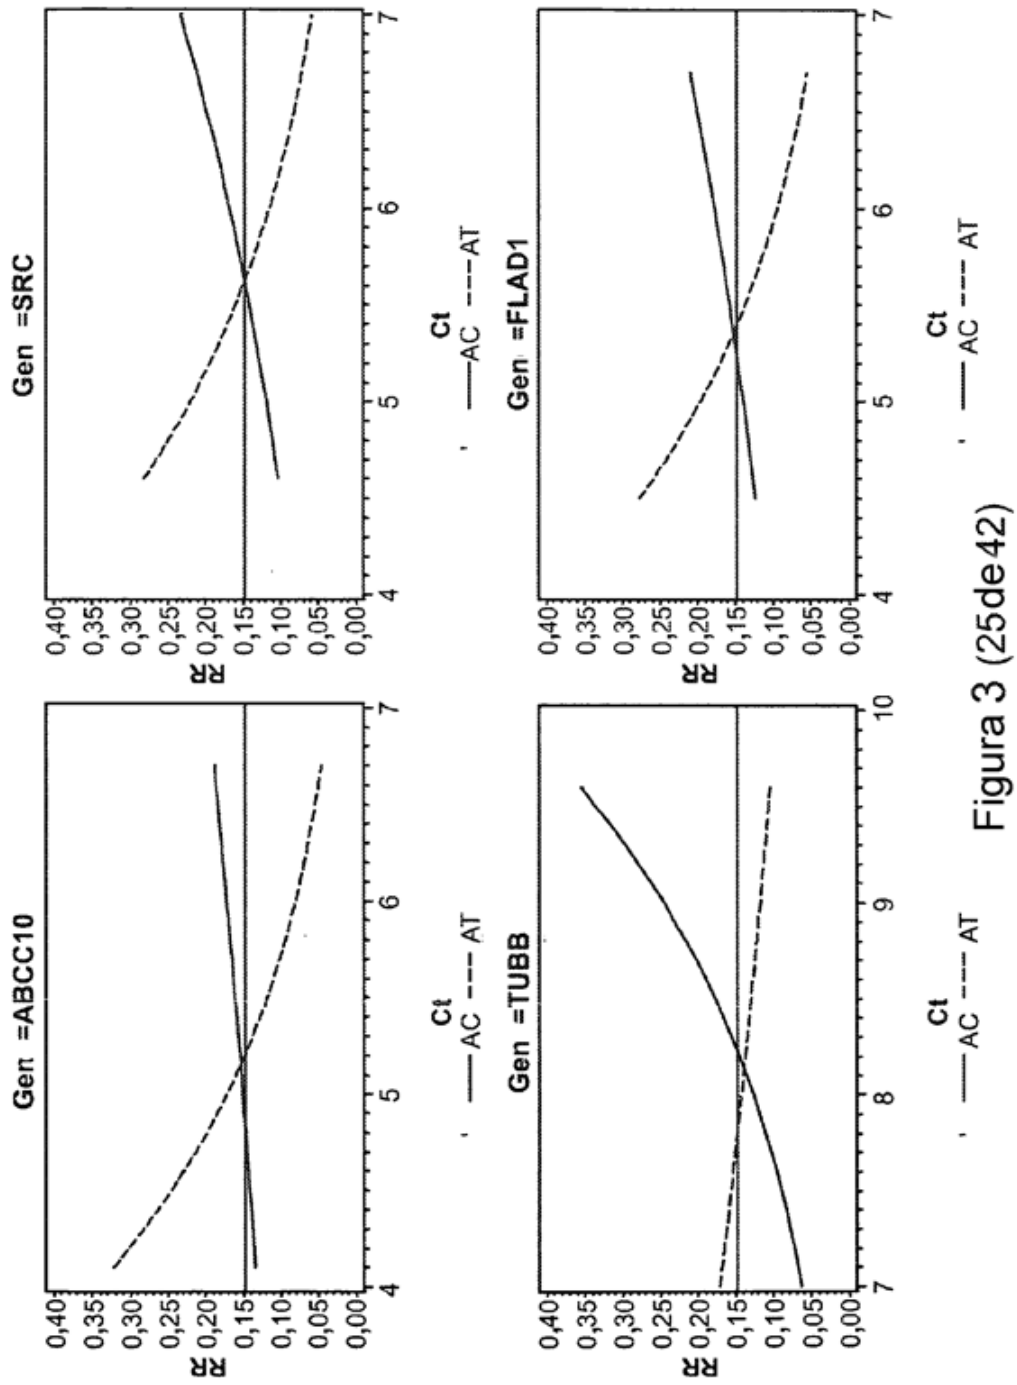 Gen =ABCC10
RR
0,40
0,35
0,30
0,25
0,20
0,15
0,10
0,05
0,00
4 5 6 7
Ct
AC AT
Gen =SRC
RR
0,40
0,35
0,30
0,25
0,20
0,15
0,10
0,05
0,00
4 5 6 7
Ct
AC AT
Gen =TUBB
RR
0,40
0,35
0,30
0,25
0,20
0,15
0,10
0,05
0,00
7 8 9 10
Ct
AC AT
Gen =FLAD1
RR
0,40
0,35
0,30
0,25
0,20
0,15
0,10
0,05
0,00
4 5 6 7
Ct
AC AT
Figura 3 (25de42)